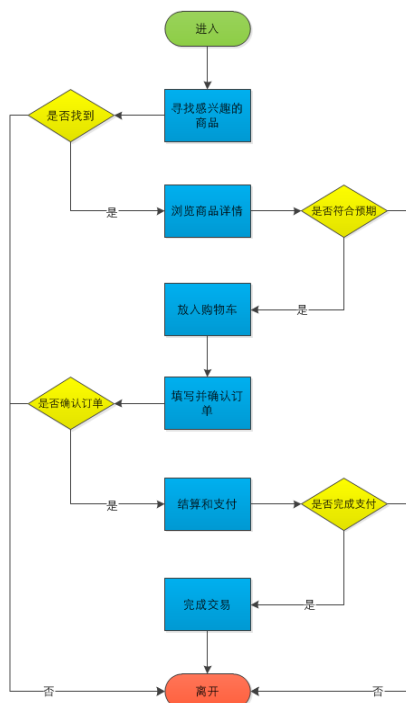 进入
寻找感兴趣的
商品
是否找到
是
浏览商品详情
是否符合预期
是
放入购物车
填写并确认订
单
是否确认订单
是
结算和支付
是否完成支付
是
完成交易
否
离开
否